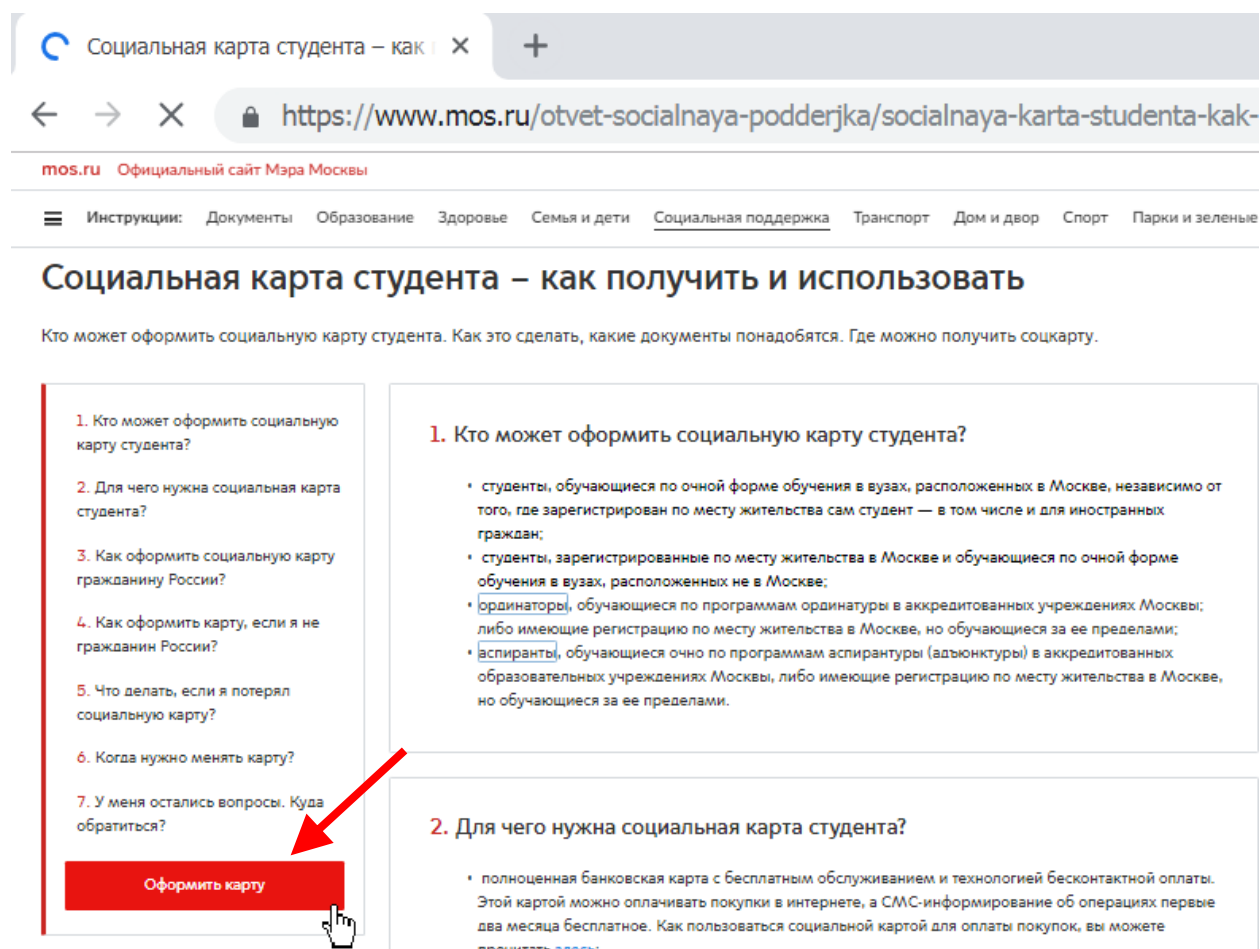 Социальная карта студента – как
https://www.mos.ru/otvet-socialnaya-podderjka/socialnaya-karta-studenta-kak-
mos.ru Официальный сайт Мэра Москвы
Инструкции: Документы Образование Здоровье Семья и дети Социальная поддержка Транспорт Дом и двор Спорт Парки и зеленые
Социальная карта студента – как получить и использовать
Кто может оформить социальную карту студента. Как это сделать, какие документы понадобятся. Где можно получить соцкарту.
1. Кто может оформить социальную
карту студента?
2. Для чего нужна социальная карта
студента?
3. Как оформить социальную карту
гражданину России?
4. Как оформить карту, если я не
гражданин России?
5. Что делать, если я потерял
социальную карту?
6. Когда нужно менять карту?
7. У меня остались вопросы. Куда
обратиться?
Оформить карту
1. Кто может оформить социальную карту студента?
• студенты, обучающиеся по очной форме обучения в вузах, расположенных в Москве, независимо от
того, где зарегистрирован по месту жительства сам студент — в том числе и для иностранных
граждан;
• студенты, зарегистрированные по месту жительства в Москве и обучающиеся по очной форме
обучения в вузах, расположенных не в Москве;
• ординаторы, обучающиеся по программам ординатуры в аккредитованных учреждениях Москвы;
либо имеющие регистрацию по месту жительства в Москве, но обучающиеся за ее пределами;
• аспиранты, обучающиеся очно по программам аспирантуры (адъюнктуры) в аккредитованных
образовательных учреждениях Москвы, либо имеющие регистрацию по месту жительства в Москве,
но обучающиеся за ее пределами.
2. Для чего нужна социальная карта студента?
• полноценная банковская карта с бесплатным обслуживанием и технологией бесконтактной оплаты.
Этой картой можно оплачивать покупки в интернете, а СМС-информирование об операциях первые
два месяца бесплатное. Как пользоваться социальной картой для оплаты покупок, вы можете